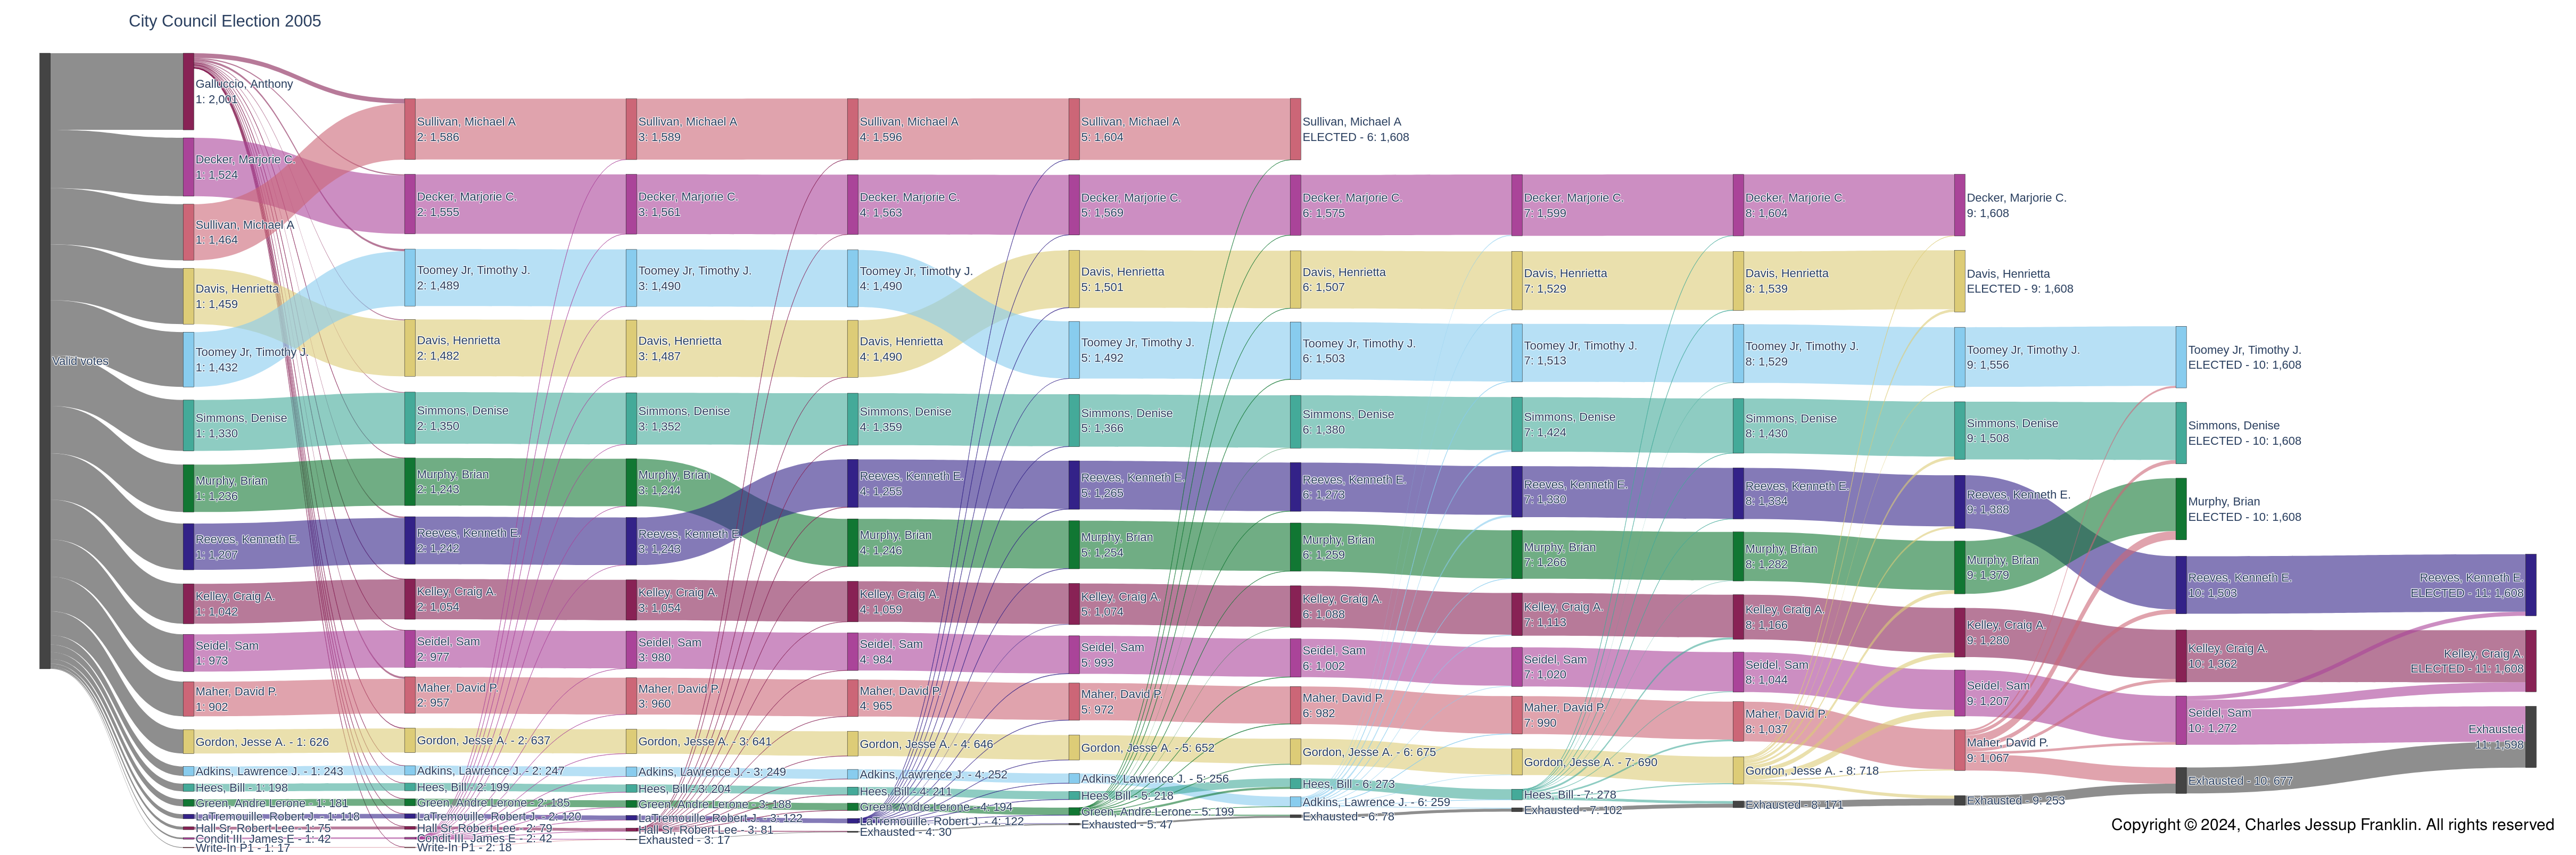 City Council Election 2005
Valid votes
Galluccio, Anthony
1: 2,001
Decker, Marjorie C.
1: 1,524
Sullivan, Michael A
1: 1,464
Davis, Henrietta
1: 1,459
Toomey Jr, Timothy J.
1: 1,432
Simmons, Denise
1: 1,330
Murphy, Brian
1: 1,236
Reeves, Kenneth E.
1: 1,207
Kelley, Craig A.
1: 1,042
Seidel, Sam
1: 973
Maher, David P.
1: 902
Gordon, Jesse A. - 1: 626
Adkins, Lawrence J. - 1: 243
Hees, Bill - 1: 198
Green, Andre Lerone - 1: 181
LaTremouille, Robert J. - 1: 118
Hall Sr, Robert Lee - 1: 75
Condit III, James E - 1: 42
Write-In P1 - 1: 17
Sullivan, Michael A
2: 1,586
Decker, Marjorie C.
2: 1,555
Toomey Jr, Timothy J.
2: 1,489
Davis, Henrietta
2: 1,482
Simmons, Denise
2: 1,350
Murphy, Brian
2: 1,243
Reeves, Kenneth E.
2: 1,242
Kelley, Craig A.
2: 1,054
Seidel, Sam
2: 977
Maher, David P.
2: 957
Gordon, Jesse A. - 2: 637
Adkins, Lawrence J. - 2: 247
Hees, Bill - 2: 199
Green, Andre Lerone - 2: 185
LaTremouille, Robert J. - 2: 120
Hall Sr, Robert Lee - 2: 79
Condit III, James E - 2: 42
Write-In P1 - 2: 18
Sullivan, Michael A
3: 1,589
Decker, Marjorie C.
3: 1,561
Toomey Jr, Timothy J.
3: 1,490
Davis, Henrietta
3: 1,487
Simmons, Denise
3: 1,352
Murphy, Brian
3: 1,244
Reeves, Kenneth E.
3: 1,243
Kelley, Craig A.
3: 1,054
Seidel, Sam
3: 980
Maher, David P.
3: 960
Gordon, Jesse A. - 3: 641
Adkins, Lawrence J. - 3: 249
Hees, Bill - 3: 204
Green, Andre Lerone - 3: 188
LaTremouille, Robert J. - 3: 122
Hall Sr, Robert Lee - 3: 81
Exhausted - 3: 17
Sullivan, Michael A
4: 1,596
Decker, Marjorie C.
4: 1,563
Toomey Jr, Timothy J.
4: 1,490
Davis, Henrietta
4: 1,490
Simmons, Denise
4: 1,359
Reeves, Kenneth E.
4: 1,255
Murphy, Brian
4: 1,246
Kelley, Craig A.
4: 1,059
Seidel, Sam
4: 984
Maher, David P.
4: 965
Gordon, Jesse A. - 4: 646
Adkins, Lawrence J. - 4: 252
Hees, Bill - 4: 211
Green, Andre Lerone - 4: 194
LaTremouille, Robert J. - 4: 122
Exhausted - 4: 30
Sullivan, Michael A
5: 1,604
Decker, Marjorie C.
5: 1,569
Davis, Henrietta
5: 1,501
Toomey Jr, Timothy J.
5: 1,492
Simmons, Denise
5: 1,366
Reeves, Kenneth E.
5: 1,265
Murphy, Brian
5: 1,254
Kelley, Craig A.
5: 1,074
Seidel, Sam
5: 993
Maher, David P.
5: 972
Gordon, Jesse A. - 5: 652
Adkins, Lawrence J. - 5: 256
Hees, Bill - 5: 218
Green, Andre Lerone - 5: 199
Exhausted - 5: 47
Sullivan, Michael A
ELECTED - 6: 1,608
Decker, Marjorie C.
6: 1,575
Davis, Henrietta
6: 1,507
Toomey Jr, Timothy J.
6: 1,503
Simmons, Denise
6: 1,380
Reeves, Kenneth E.
6: 1,273
Murphy, Brian
6: 1,259
Kelley, Craig A.
6: 1,088
Seidel, Sam
6: 1,002
Maher, David P.
6: 982
Gordon, Jesse A. - 6: 675
Hees, Bill - 6: 273
Adkins, Lawrence J. - 6: 259
Exhausted - 6: 78
Decker, Marjorie C.
7: 1,599
Davis, Henrietta
7: 1,529
Toomey Jr, Timothy J.
7: 1,513
Simmons, Denise
7: 1,424
Reeves, Kenneth E.
7: 1,330
Murphy, Brian
7: 1,266
Kelley, Craig A.
7: 1,113
Seidel, Sam
7: 1,020
Maher, David P.
7: 990
Gordon, Jesse A. - 7: 690
Hees, Bill - 7: 278
Exhausted - 7: 102
Decker, Marjorie C.
8: 1,604
Davis, Henrietta
8: 1,539
Toomey Jr, Timothy J.
8: 1,529
Simmons, Denise
8: 1,430
Reeves, Kenneth E.
8: 1,334
Murphy, Brian
8: 1,282
Kelley, Craig A.
8: 1,166
Seidel, Sam
8: 1,044
Maher, David P.
8: 1,037
Gordon, Jesse A. - 8: 718
Exhausted - 8: 171
Decker, Marjorie C.
9: 1,608
Davis, Henrietta
ELECTED - 9: 1,608
Toomey Jr, Timothy J.
9: 1,556
Simmons, Denise
9: 1,508
Reeves, Kenneth E.
9: 1,388
Murphy, Brian
9: 1,379
Kelley, Craig A.
9: 1,280
Seidel, Sam
9: 1,207
Maher, David P.
9: 1,067
Exhausted - 9: 253
Toomey Jr, Timothy J.
ELECTED - 10: 1,608
Simmons, Denise
ELECTED - 10: 1,608
Murphy, Brian
ELECTED - 10: 1,608
Reeves, Kenneth E.
10: 1,503
Kelley, Craig A.
10: 1,362
Seidel, Sam
10: 1,272
Exhausted - 10: 677
Reeves, Kenneth E.
ELECTED - 11: 1,608
Kelley, Craig A.
ELECTED - 11: 1,608
Exhausted
11: 1,598
Copyright © 2024, Charles Jessup Franklin. All rights reserved